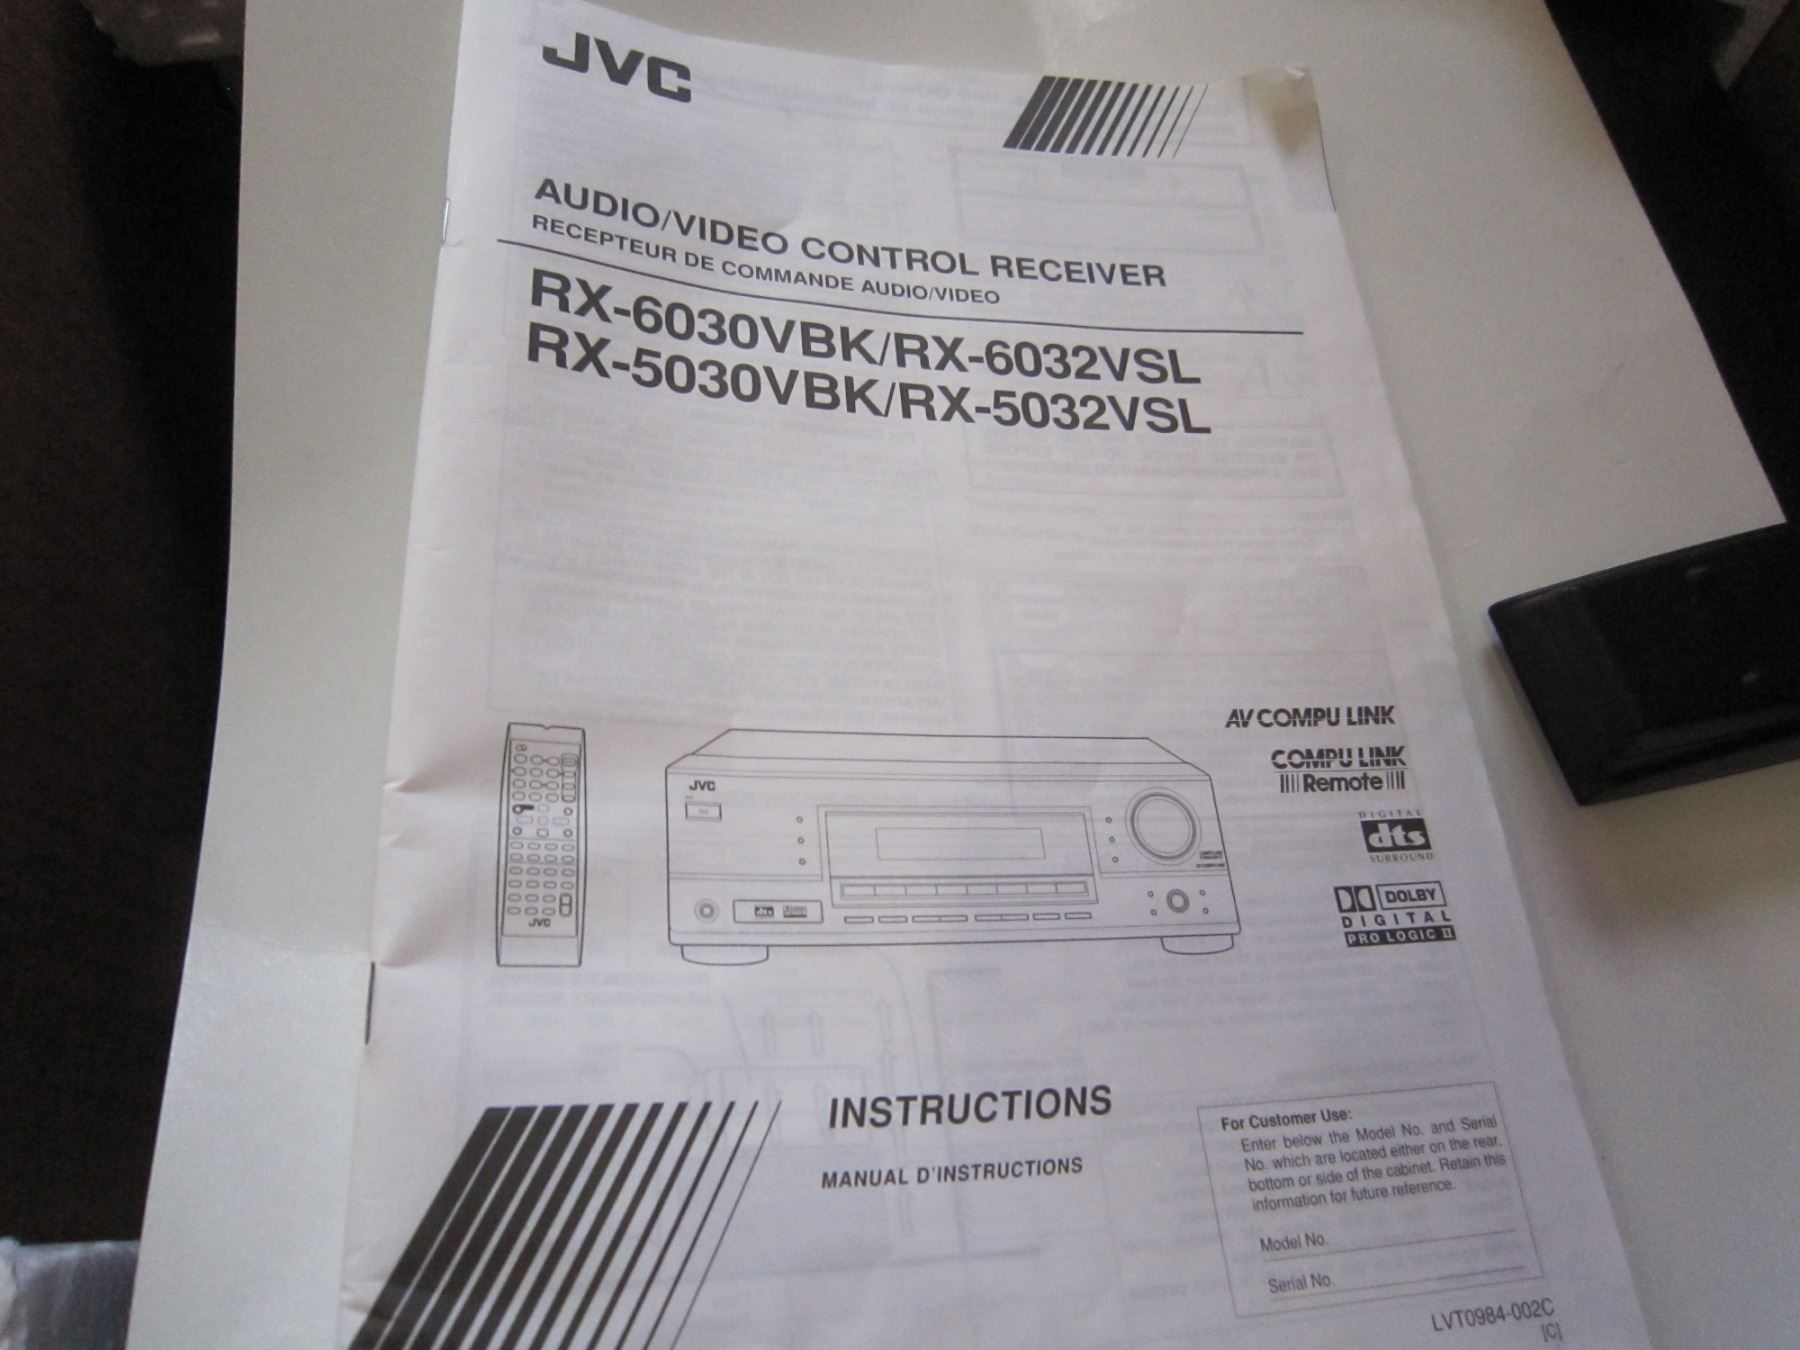 JVC
AUDIO/VIDEO CONTROL RECEIVER
RECEPTEUR DE COMMANDE AUDIO/VIDEO
RX-6030VBK/RX-6032VSL
RX-5030VBK/RX-5032VSL
AV COMPU LINK
COMPU LINK
Remote
DIGITAL
dts
SURROUND
DOLBY
DIGITAL
PRO LOGIC II
JVC
JVC
dts
INSTRUCTIONS
MANUAL D'INSTRUCTIONS
For Customer Use:
Enter below the Model No. and Serial
No. which are located either on the rear,
bottom or side of the cabinet. Retain this
information for future reference.
Model No.
Serial No.
LVT0984-002C
[C]